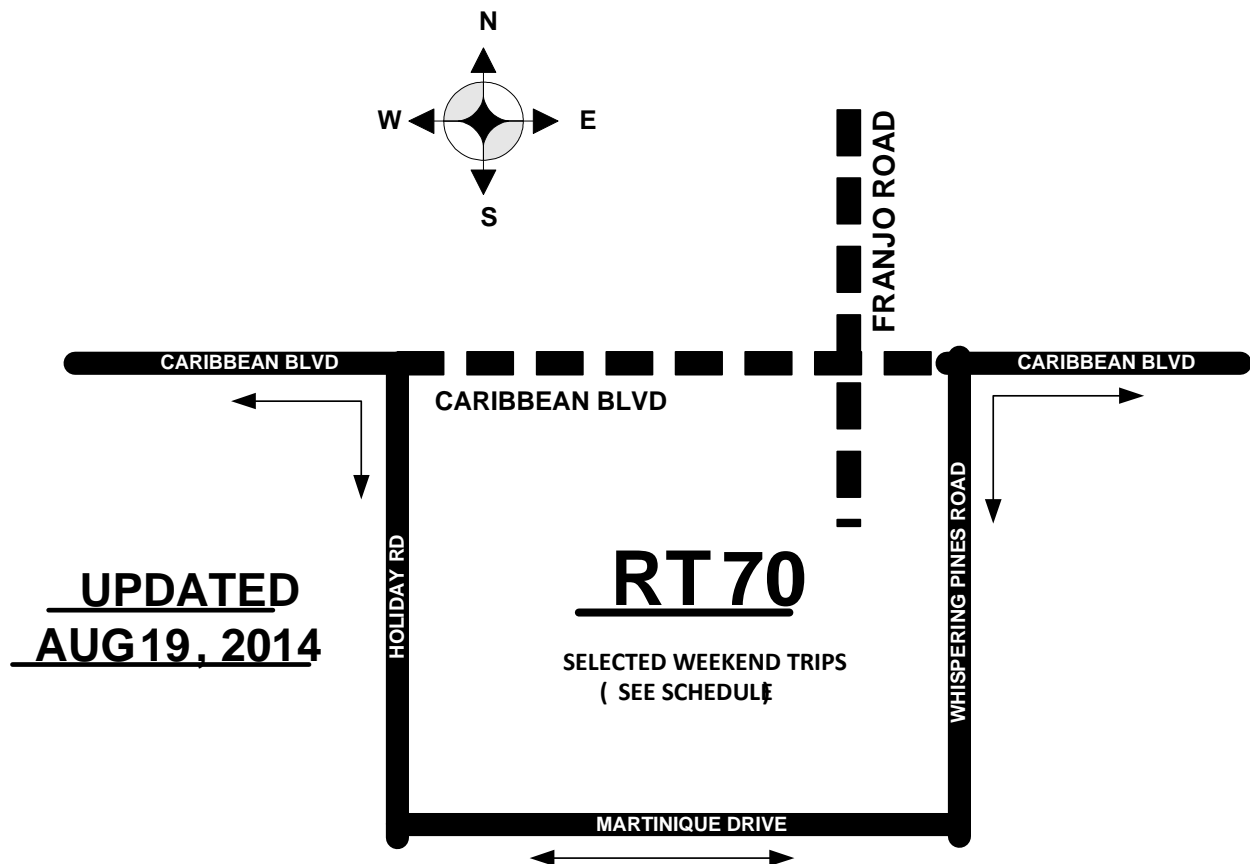 N
W
E
S
FRANJO ROAD
CARIBBEAN BLVD
CARIBBEAN BLVD
CARIBBEAN BLVD
HOLIDAY RD
WHISPERING PINES ROAD
RT 70
UPDATED
AUG 19, 2014
SELECTED WEEKEND TRIPS
( SEE SCHEDULE)
MARTINIQUE DRIVE